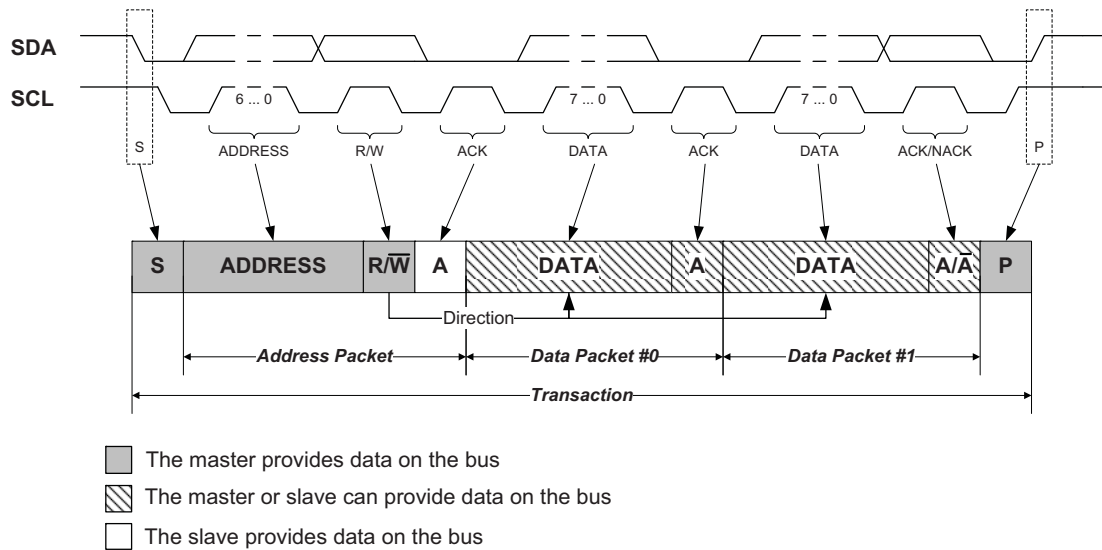 SDA
SCL
6 ... 0
7 ... 0
7 ... 0
S
ADDRESS
R/W
ACK
DATA
ACK
DATA
ACK/NACK
P
S
ADDRESS
R/W̅
A
DATA
A
DATA
A/A̅
P
Direction
Address Packet
Data Packet #0
Data Packet #1
Transaction
The master provides data on the bus
The master or slave can provide data on the bus
The slave provides data on the bus